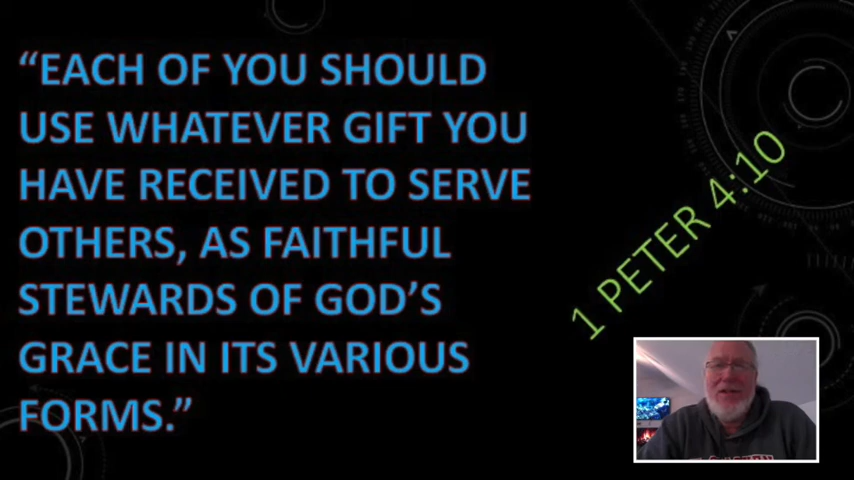 “EACH OF YOU SHOULD
USE WHATEVER GIFT YOU
HAVE RECEIVED TO SERVE
OTHERS, AS FAITHFUL
STEWARDS OF GOD’S
GRACE IN ITS VARIOUS
FORMS.”
1 PETER 4:10